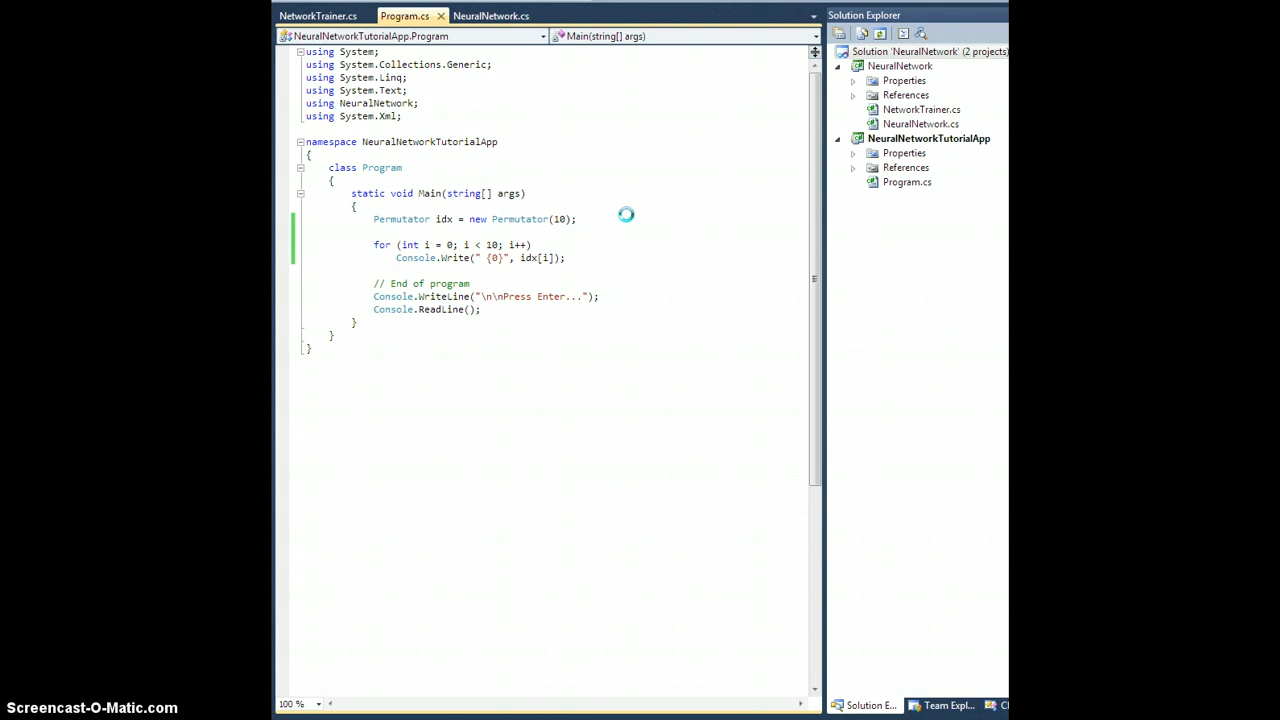 NetworkTrainer.cs Program.cs NeuralNetwork.cs
NeuralNetworkTutorialApp.Program Main(string[] args)
using System;
using System.Collections.Generic;
using System.Linq;
using System.Text;
using NeuralNetwork;
using System.Xml;
namespace NeuralNetworkTutorialApp
{
class Program
{
static void Main(string[] args)
{
Permutator idx = new Permutator(10);
for (int i = 0; i < 10; i++)
Console.Write(" {0}", idx[i]);
// End of program
Console.WriteLine("\n\nPress Enter...");
Console.ReadLine();
}
}
}
100 %
Solution Explorer
Solution 'NeuralNetwork' (2 projects)
NeuralNetwork
Properties
References
NetworkTrainer.cs
NeuralNetwork.cs
NeuralNetworkTutorialApp
Properties
References
Program.cs
Solution E... Team Expl...
Screencast-O-Matic.com